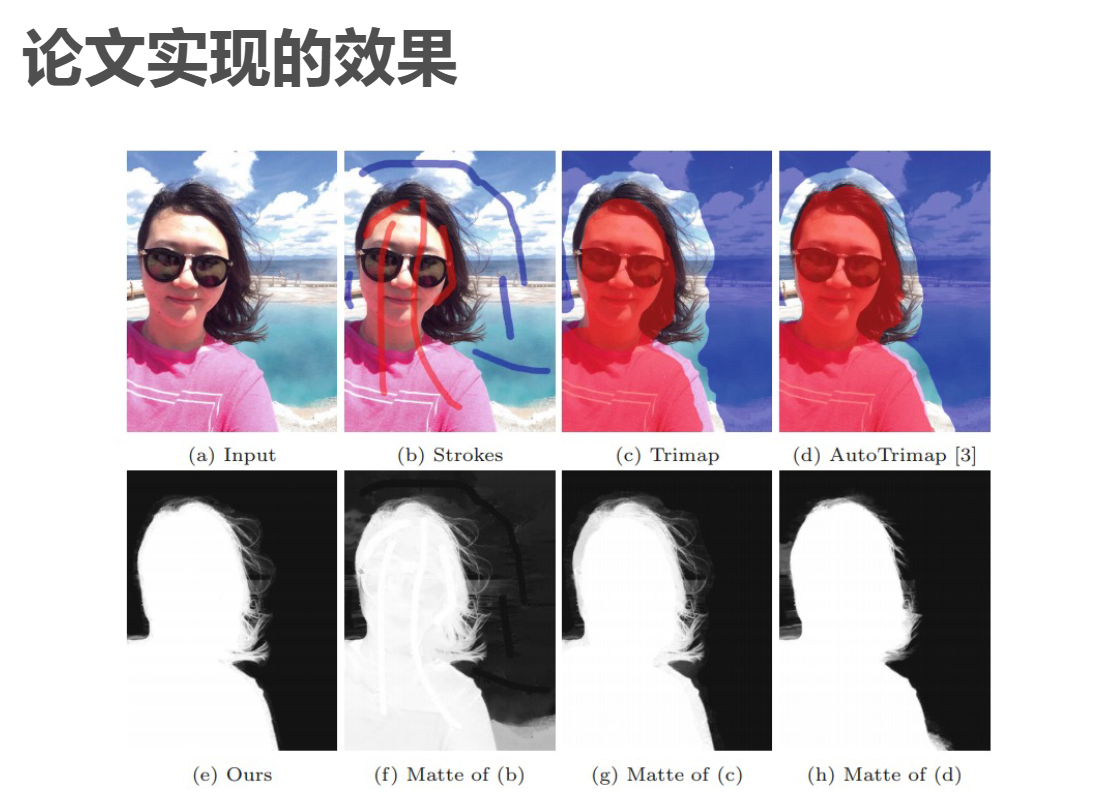 论文实现的效果
(a) Input
(b) Strokes
(c) Trimap
(d) AutoTrimap [3]
(e) Ours
(f) Matte of (b)
(g) Matte of (c)
(h) Matte of (d)